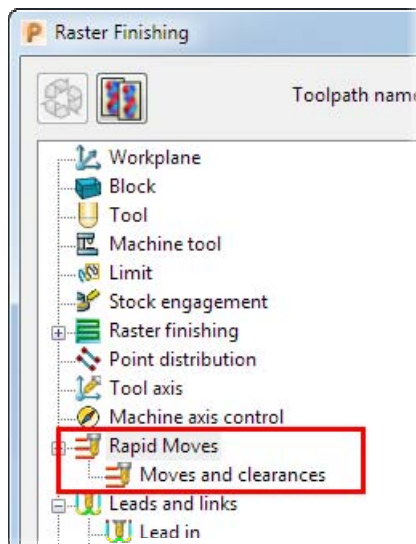 Raster Finishing
Toolpath nam
Workplane
Block
Tool
Machine tool
Limit
Stock engagement
Raster finishing
Point distribution
Tool axis
Machine axis control
Rapid Moves
Moves and clearances
Leads and links
Lead in